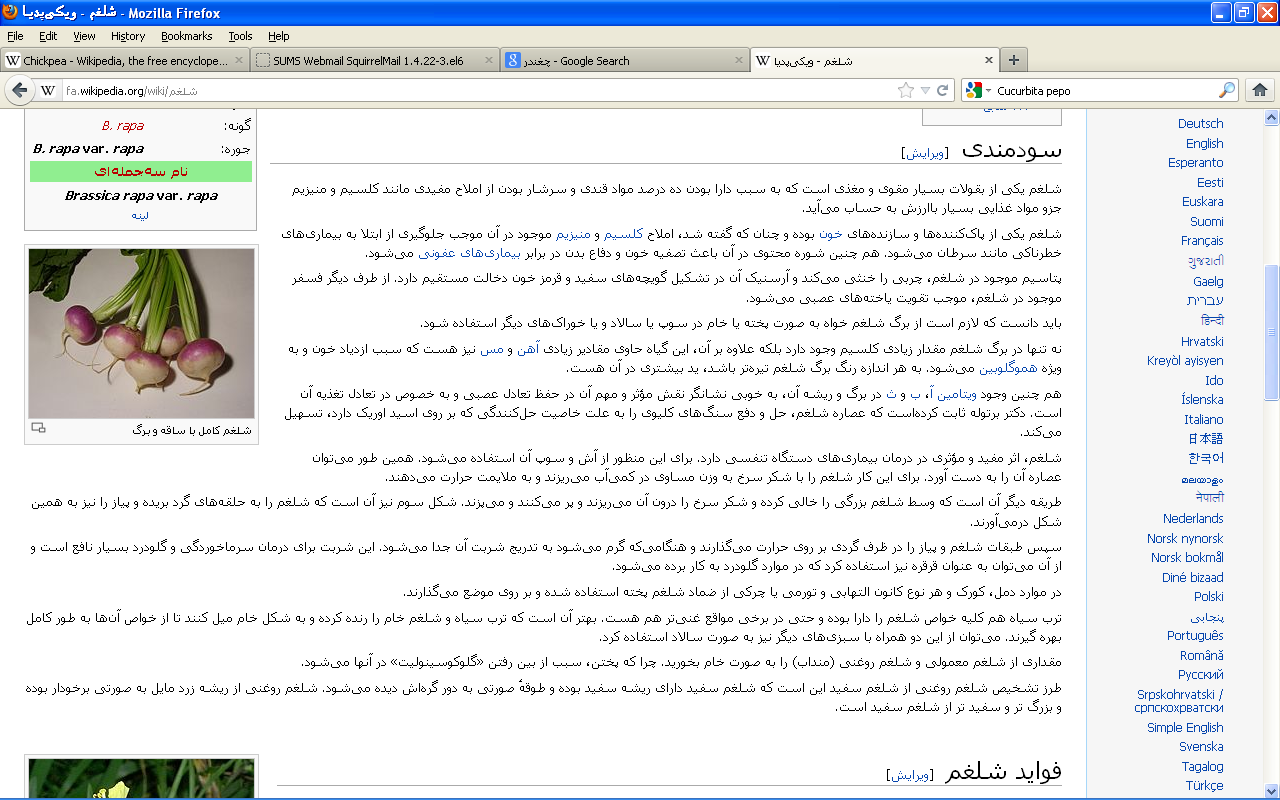 شلغم - ویکی‌پدیا - Mozilla Firefox
File Edit View History Bookmarks Tools Help
Chickpea - Wikipedia, the free encyclope...
SUMS Webmail SquirrelMail 1.4.22-3.el6
چغندر - Google Search
شلغم - ویکی‌پدیا
fa.wikipedia.org/wiki/شلغم
Cucurbita pepo
گونه: B. rapa
جوره: B. rapa var. rapa
نام سه‌جمله‌ای
Brassica rapa var. rapa
لینه
شلغم کامل با ساقه و برگ
سودمندی [ویرایش]
شلغم یکی از بقولات بسیار مقوی و مغذی است که به سبب دارا بودن ده درصد مواد قندی و سرشار بودن از املاح مفیدی مانند کلسیم و منیزیم
جزو مواد غذایی بسیار باارزش به حساب می‌آید.
شلغم یکی از پاک‌کننده‌ها و سازنده‌های خون بوده و چنان که گفته شد، املاح کلسیم و منیزیم موجود در آن موجب جلوگیری از ابتلا به بیماری‌های
خطرناکی مانند سرطان می‌شود. هم چنین شوره محتوی در آن باعث تصفیه خون و دفاع بدن در برابر بیماری‌های عفونی می‌شود.
پتاسیم موجود در شلغم، چربی را خنثی می‌کند و آرسنیک آن در تشکیل گویچه‌های سفید و قرمز خون دخالت مستقیم دارد. از طرف دیگر فسفر
موجود در شلغم، موجب تقویت یاخته‌های عصبی می‌شود.
باید دانست که لازم است از برگ شلغم خواه به صورت پخته یا خام در سوپ یا سالاد و یا خوراک‌های دیگر استفاده شود.
نه تنها در برگ شلغم مقدار زیادی کلسیم وجود دارد بلکه علاوه بر آن، این گیاه حاوی مقادیر زیادی آهن و مس نیز هست که سبب ازدیاد خون و به
ویژه هموگلوبین می‌شود. به هر اندازه رنگ برگ شلغم تیره‌تر باشد، ید بیشتری در آن هست.
هم چنین وجود ویتامین آ، ب و ث در برگ و ریشه آن، به خوبی نشانگر نقش مؤثر و مهم آن در حفظ تعادل عصبی و به خصوص در تعادل تغذیه آن
است. دکتر برتوله ثابت کرده‌است که عصاره شلغم، حل و دفع سنگ‌های کلیوی را به علت خاصیت حل‌کنندگی که بر روی اسید اوریک دارد، تسهیل
می‌کند.
شلغم، اثر مفید و مؤثری در درمان بیماری‌های دستگاه تنفسی دارد. برای این منظور از آش و سوپ آن استفاده می‌شود. همین طور می‌توان
عصاره آن را به دست آورد. برای این کار شلغم را با شکر سرخ به وزن مساوی در کمی‌آب می‌ریزند و به ملایمت حرارت می‌دهند.
طریقه دیگر آن است که وسط شلغم بزرگی را خالی کرده و شکر سرخ را درون آن می‌ریزند و پر می‌کنند و می‌پزند. شکل سوم نیز آن است که شلغم را به حلقه‌های گرد بریده و پیاز را نیز به همین
شکل درمی‌آورند.
سپس طبقات شلغم و پیاز را در ظرف گردی بر روی حرارت می‌گذارند و هنگامی‌که گرم می‌شود به تدریج شربت آن جدا می‌شود. این شربت برای درمان سرماخوردگی و گلودرد بسیار نافع است و
از آن می‌توان به عنوان قرقره نیز استفاده کرد که در موارد گلودرد به کار برده می‌شود.
در موارد دمل، کورک و هر نوع کانون التهابی و تورمی یا چرکی از ضماد شلغم پخته استفاده شده و بر روی موضع می‌گذارند.
ترب سیاه هم کلیه خواص شلغم را دارا بوده و حتی در برخی مواقع غنی‌تر هم هست. بهتر آن است که ترب سیاه و شلغم خام را رنده کرده و به شکل خام میل کنند تا از خواص آن‌ها به طور کامل
بهره گیرند. می‌توان از این دو همراه با سبزی‌های دیگر نیز به صورت سالاد استفاده کرد.
مقداری از شلغم معمولی و شلغم روغنی (منداب) را به صورت خام بخورید. چرا که پختن، سبب از بین رفتن «گلوکوسینولیت» در آنها می‌شود.
طرز تشخیص شلغم روغنی از شلغم سفید این است که شلغم سفید دارای ریشه سفید بوده و طوقهٔ صورتی به دور گره‌اش دیده می‌شود. شلغم روغنی از ریشه زرد مایل به صورتی برخودار بوده
و بزرگ تر و سفید تر از شلغم سفید است.
فواید شلغم [ویرایش]
Deutsch
English
Esperanto
Eesti
Euskara
Suomi
Français
ગુજરાતી
Gaelg
עברית
हिन्दी
Hrvatski
Kreyòl ayisyen
Ido
Íslenska
Italiano
日本語
한국어
മലയാളം
नेपाली
Nederlands
Norsk nynorsk
Norsk bokmål
Diné bizaad
Polski
پنجابی
Português
Română
Русский
Srpskohrvatski /
српскохрватски
Simple English
Svenska
Tagalog
Türkçe